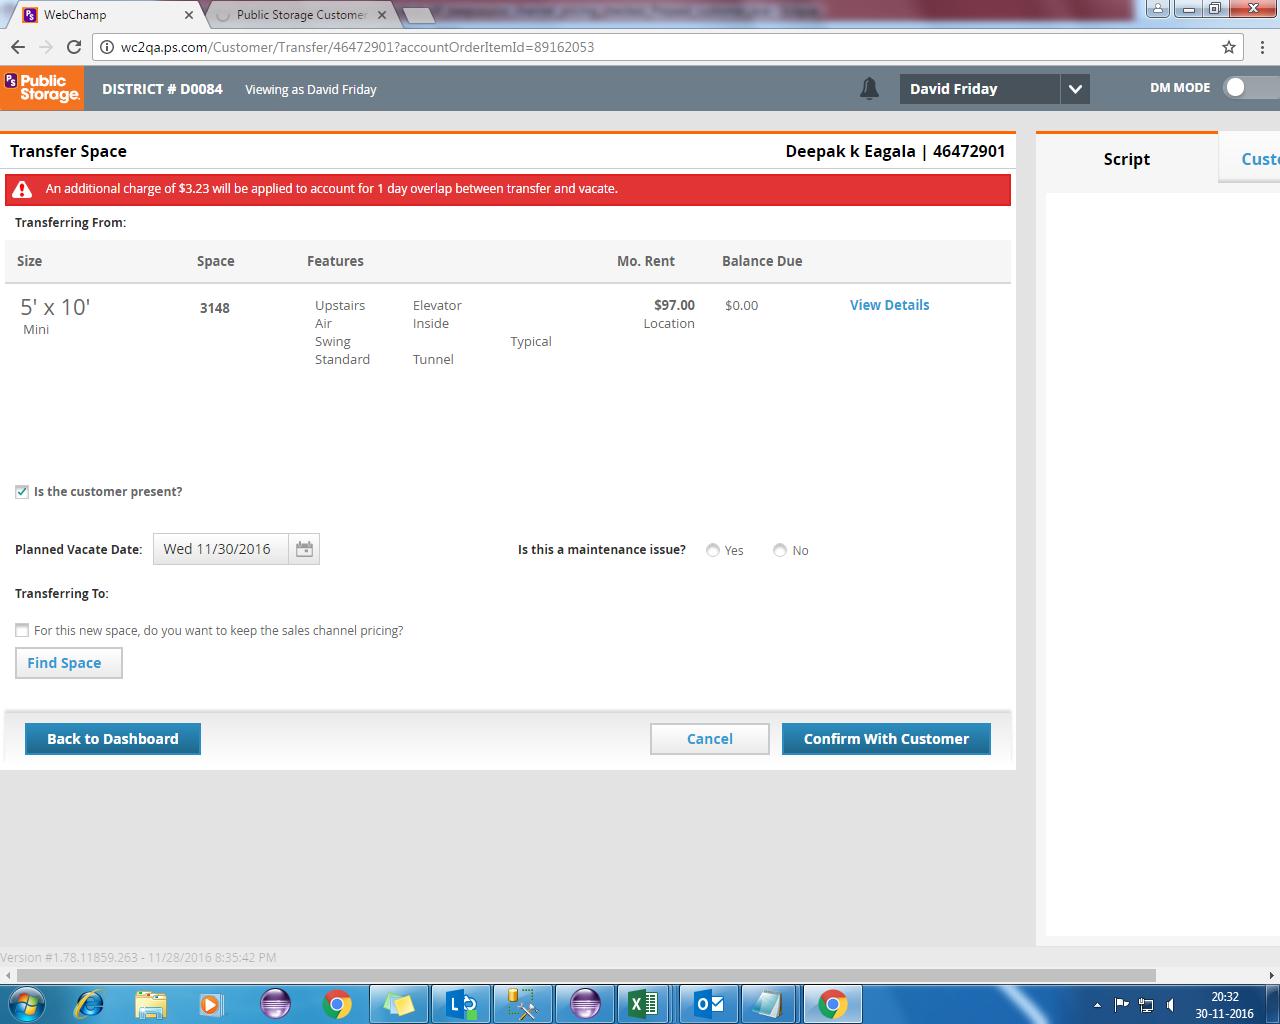 WebChamp
Public Storage Customer
wc2qa.ps.com/Customer/Transfer/46472901?accountOrderItemId=89162053
PS Public Storage.
DISTRICT # D0084
Viewing as David Friday
David Friday
DM MODE
Transfer Space
Deepak k Eagala | 46472901
Script
Custo
An additional charge of $3.23 will be applied to account for 1 day overlap between transfer and vacate.
Transferring From:
Size Space Features Mo. Rent Balance Due
5' x 10' 3148 Upstairs Elevator $97.00 $0.00 View Details
Mini Air Inside Location
Swing Typical
Standard Tunnel
Is the customer present?
Planned Vacate Date: Wed 11/30/2016 Is this a maintenance issue? Yes No
Transferring To:
For this new space, do you want to keep the sales channel pricing?
Find Space
Back to Dashboard Cancel Confirm With Customer
Version #1.78.11859.263 - 11/28/2016 8:35:42 PM
20:32
30-11-2016